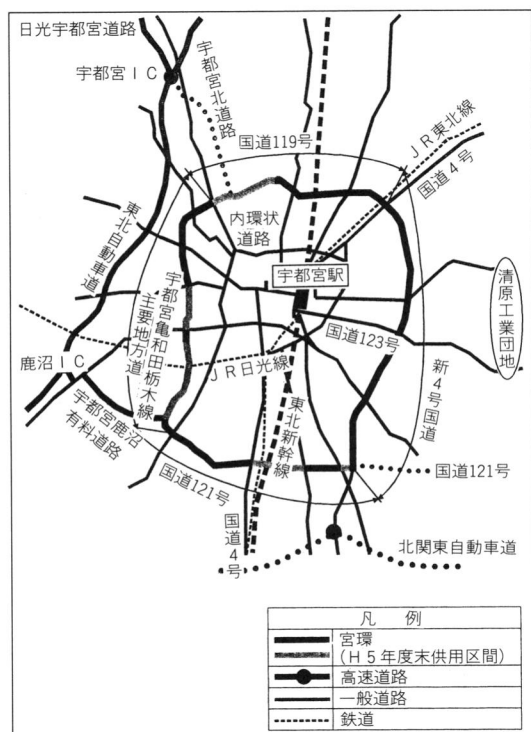 日光宇都宮道路
宇都宮IC
宇都宮北道路
国道119号
JR東北線
国道4号
内環状
道路
宇都宮駅
東北自動車道
清原工業団地
主要地方道
宇都宮亀和田栃木線
国道123号
新4号国道
鹿沼IC
JR日光線
宇都宮鹿沼
有料道路
東北新幹線
国道121号
国道121号
国道4号
北関東自動車道
凡 例
宮環
(H5年度末供用区間)
高速道路
一般道路
鉄道